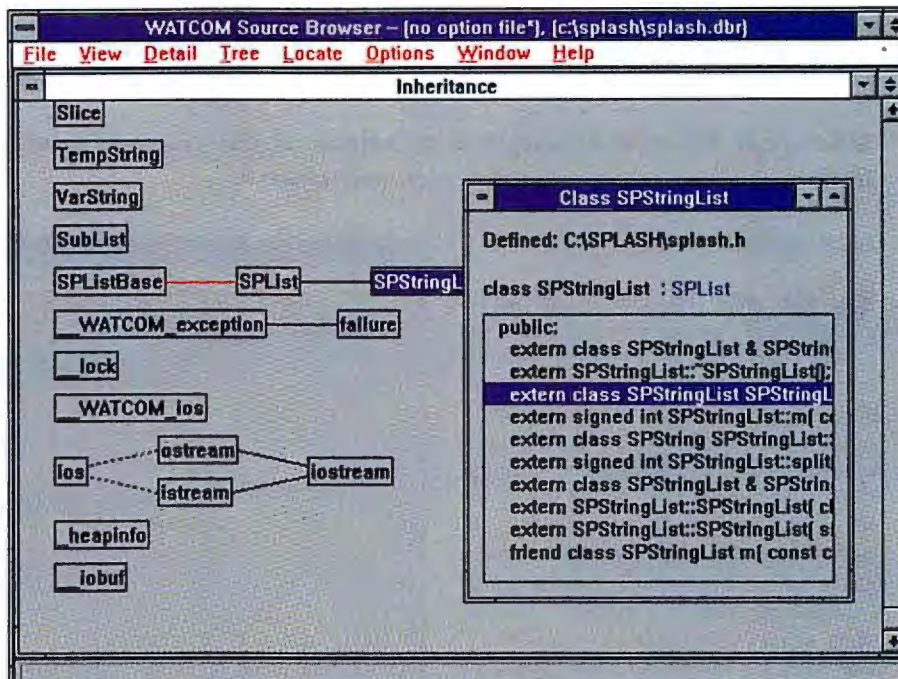 WATCOM Source Browser – (no option file*), (c:\splash\splash.dbr)
File View Detail Tree Locate Options Window Help
Inheritance
Slice
TempString
VarString
SubList
SPListBase SPList SPStringL
__WATCOM_exception failure
__lock
__WATCOM_ios
ios ostream istream iostream
_heapinfo
__iobuf
Class SPStringList
Defined: C:\SPLASH\splash.h
class SPStringList : SPList
public:
extern class SPStringList & SPStrin
extern SPStringList::~SPStringList();
extern class SPStringList SPStringL
extern signed int SPStringList::m( c
extern class SPString SPStringList::
extern signed int SPStringList::split
extern class SPStringList & SPStrin
extern SPStringList::SPStringList( c
extern SPStringList::SPStringList( s
friend class SPStringList m( const c